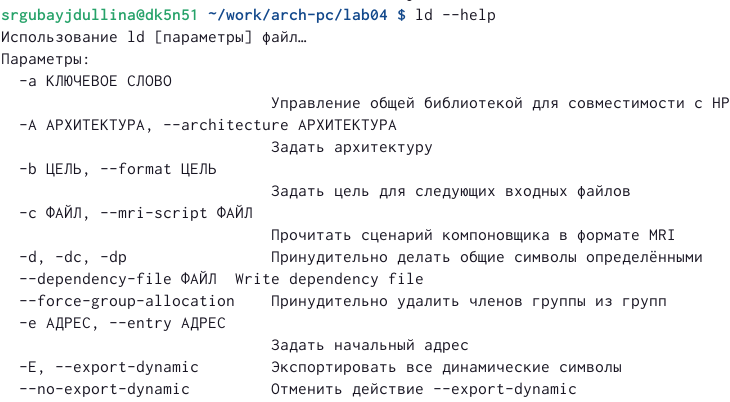 srgubayjdullina@dk5n51 ~/work/arch-pc/lab04 $ ld --help
Использование ld [параметры] файл…
Параметры:
  -a КЛЮЧЕВОЕ СЛОВО
                              Управление общей библиотекой для совместимости с HP
  -A АРХИТЕКТУРА, --architecture АРХИТЕКТУРА
                              Задать архитектуру
  -b ЦЕЛЬ, --format ЦЕЛЬ
                              Задать цель для следующих входных файлов
  -c ФАЙЛ, --mri-script ФАЙЛ
                              Прочитать сценарий компоновщика в формате MRI
  -d, -dc, -dp                Принудительно делать общие символы определёнными
  --dependency-file ФАЙЛ  Write dependency file
  --force-group-allocation    Принудительно удалить членов группы из групп
  -e АДРЕС, --entry АДРЕС
                              Задать начальный адрес
  -E, --export-dynamic        Экспортировать все динамические символы
  --no-export-dynamic         Отменить действие --export-dynamic